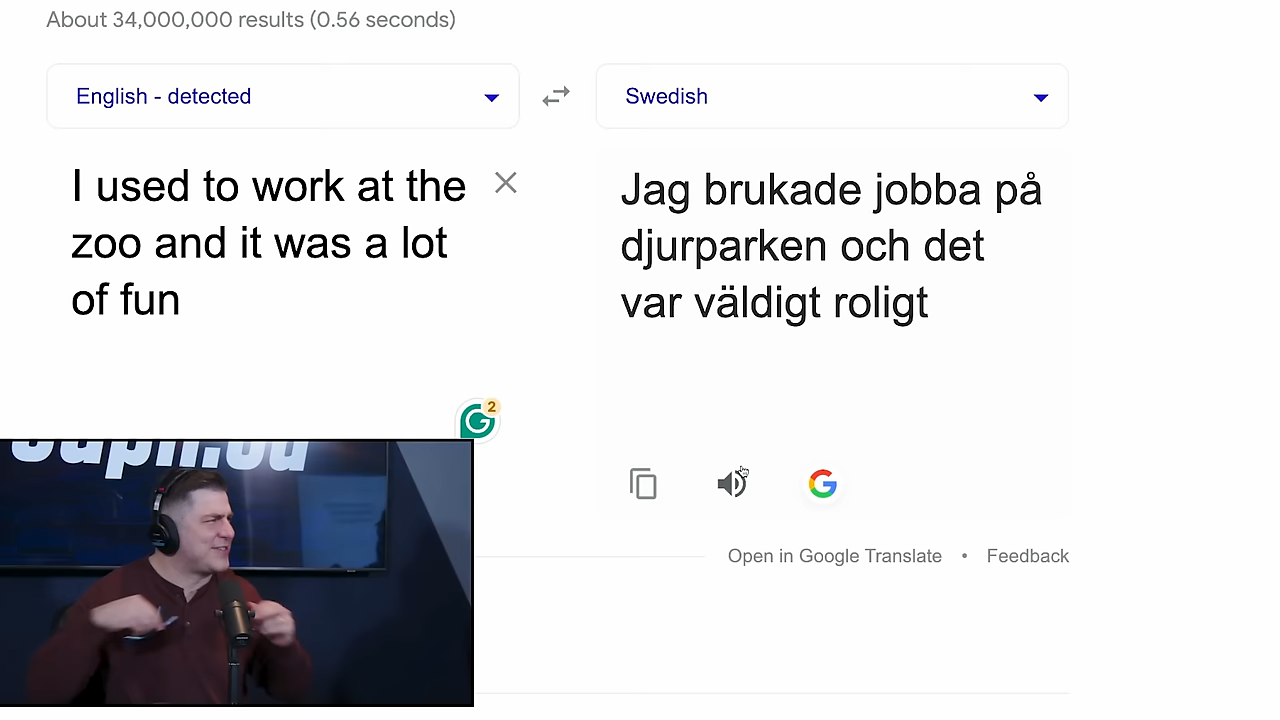 About 34,000,000 results (0.56 seconds)
English - detected
Swedish
I used to work at the
zoo and it was a lot
of fun
Jag brukade jobba på
djurparken och det
var väldigt roligt
2
Open in Google Translate • Feedback